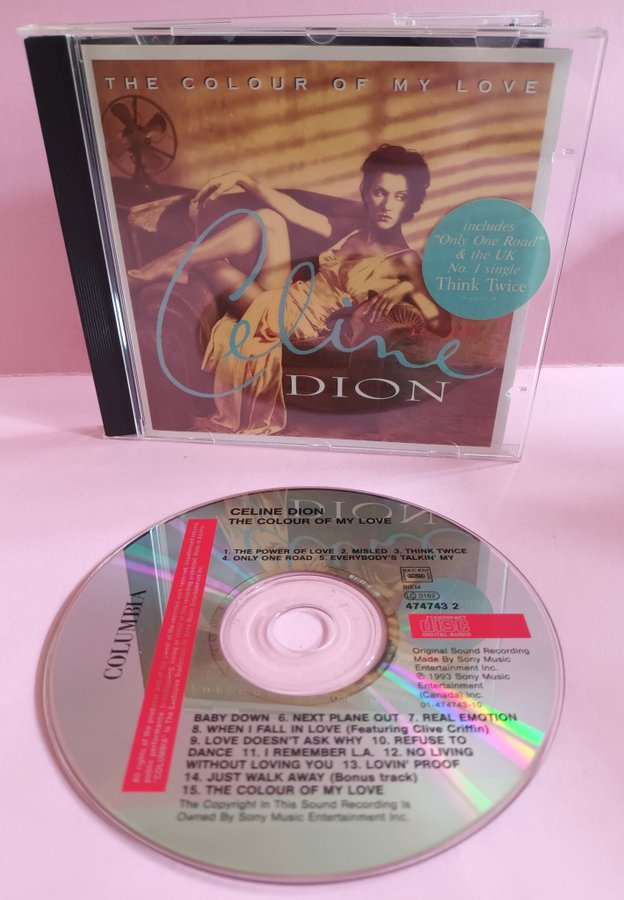 THE COLOUR OF MY LOVE
includes
"Only One Road"
& the UK
No. 1 single
Think Twice
Celine
DION
CELINE DION
THE COLOUR OF MY LOVE
1. THE POWER OF LOVE 2. MISLED 3. THINK TWICE
4. ONLY ONE ROAD 5. EVERYBODY'S TALKIN' MY
SACEM
BIEM
LC 0162
474743 2
COMPACT
disc
DIGITAL AUDIO
COLUMBIA
Original Sound Recording
Made By Sony Music
Entertainment Inc.
℗ 1993 Sony Music
Entertainment
(Canada) Inc.
01-474743-10
BABY DOWN 6. NEXT PLANE OUT 7. REAL EMOTION
8. WHEN I FALL IN LOVE (Featuring Clive Griffin)
9. LOVE DOESN'T ASK WHY 10. REFUSE TO
DANCE 11. I REMEMBER L.A. 12. NO LIVING
WITHOUT LOVING YOU 13. LOVIN' PROOF
14. JUST WALK AWAY (Bonus track)
15. THE COLOUR OF MY LOVE
The Copyright In This Sound Recording Is
Owned By Sony Music Entertainment Inc.